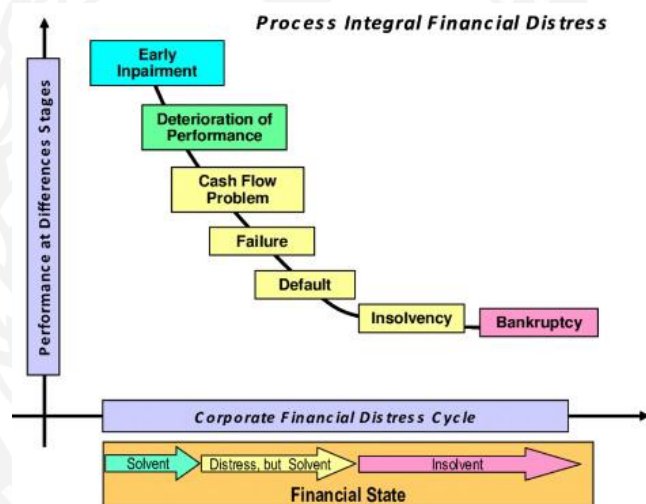 Process Integral Financial Distress
Performance at Differences Stages
Early
Inpairment
Deterioration of
Performance
Cash Flow
Problem
Failure
Default
Insolvency
Bankruptcy
Corporate Financial Distress Cycle
Solvent
Distress, but Solvent
Insolvent
Financial State